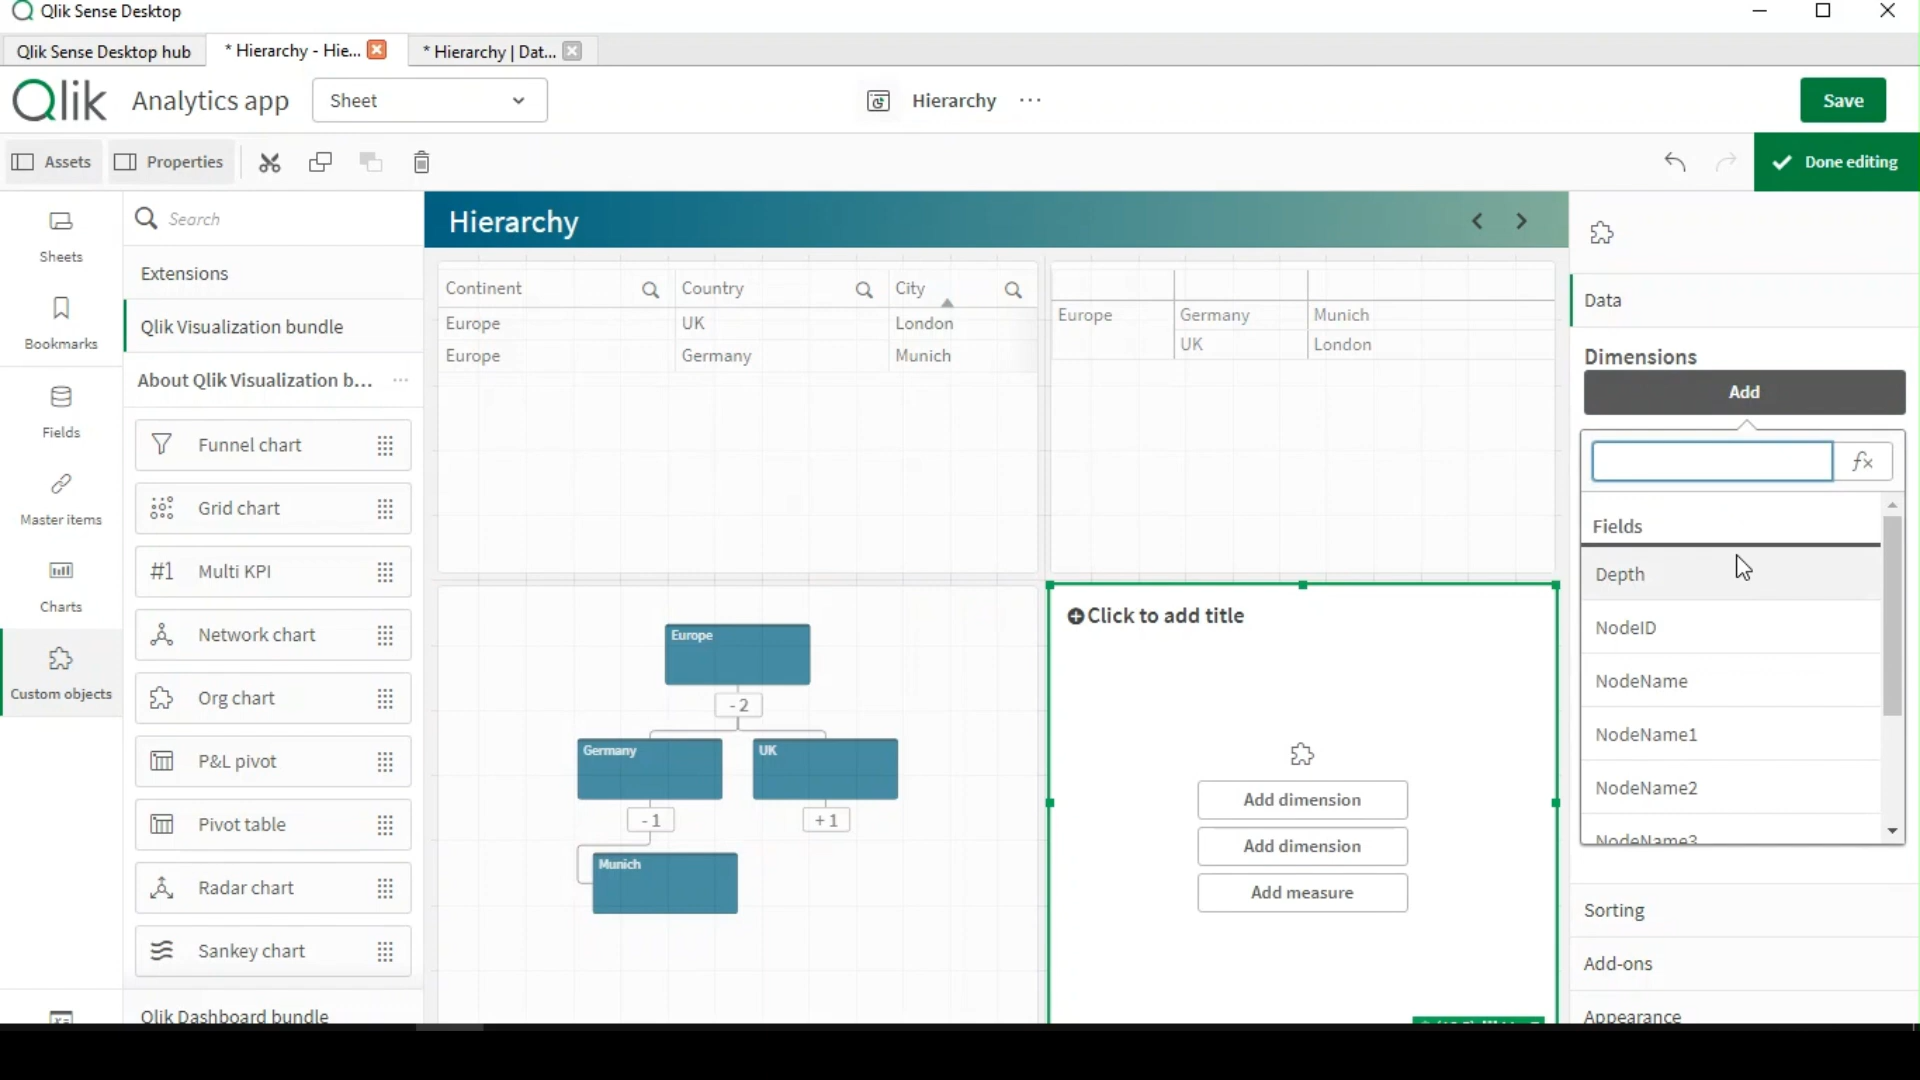 Qlik Sense Desktop
Qlik Sense Desktop hub
* Hierarchy - Hie...
* Hierarchy | Dat...
Qlik
Analytics app
Sheet
Hierarchy
...
Save
Assets
Properties
Done editing
Sheets
Bookmarks
Fields
Master items
Charts
Custom objects
Search
Extensions
Qlik Visualization bundle
About Qlik Visualization b...
...
Funnel chart
Grid chart
#1 Multi KPI
Network chart
Org chart
P&L pivot
Pivot table
Radar chart
Sankey chart
Qlik Dashboard bundle
Hierarchy
Continent Country City
Europe UK London
Europe Germany Munich
Europe Germany Munich
UK London
Europe
- 2
Germany UK
- 1 + 1
Munich
Click to add title
Add dimension
Add dimension
Add measure
Data
Dimensions
Add
fx
Fields
Depth
NodeID
NodeName
NodeName1
NodeName2
NodeName3
Sorting
Add-ons
Appearance